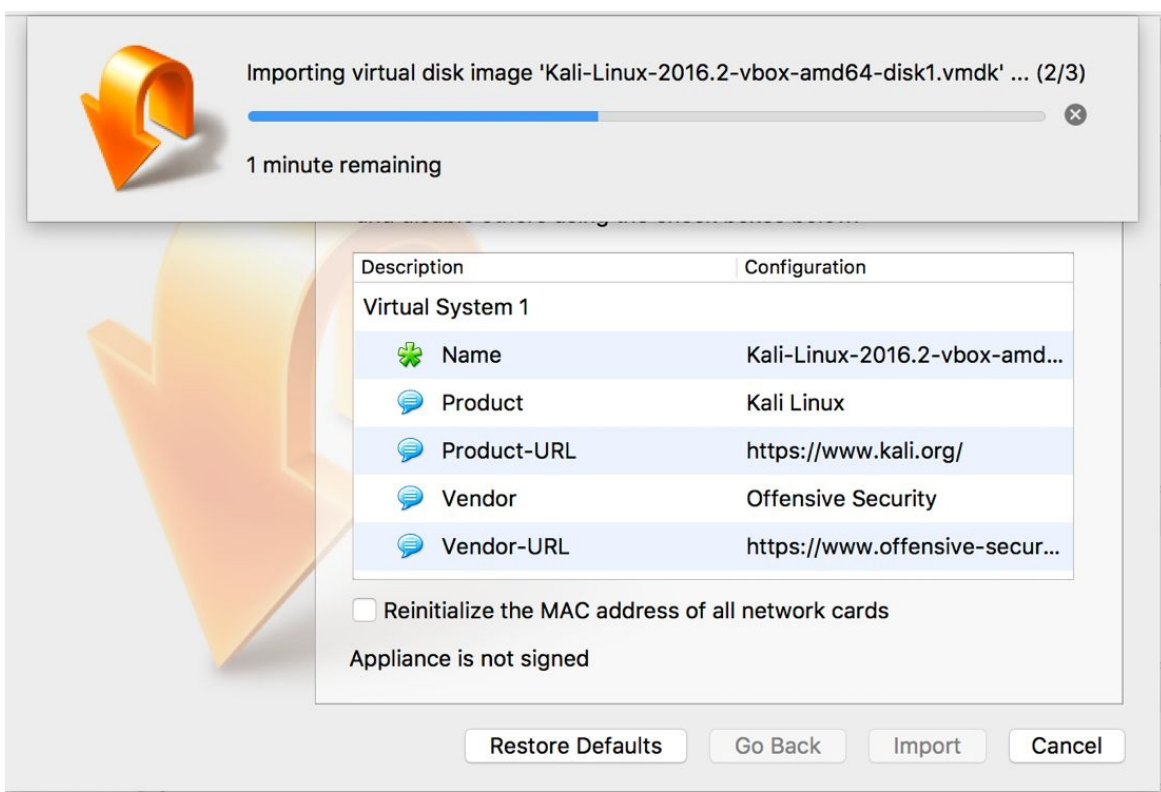 Importing virtual disk image 'Kali-Linux-2016.2-vbox-amd64-disk1.vmdk' ... (2/3)
1 minute remaining
Description Configuration
Virtual System 1
Name Kali-Linux-2016.2-vbox-amd...
Product Kali Linux
Product-URL https://www.kali.org/
Vendor Offensive Security
Vendor-URL https://www.offensive-secur...
Reinitialize the MAC address of all network cards
Appliance is not signed
Restore Defaults Go Back Import Cancel